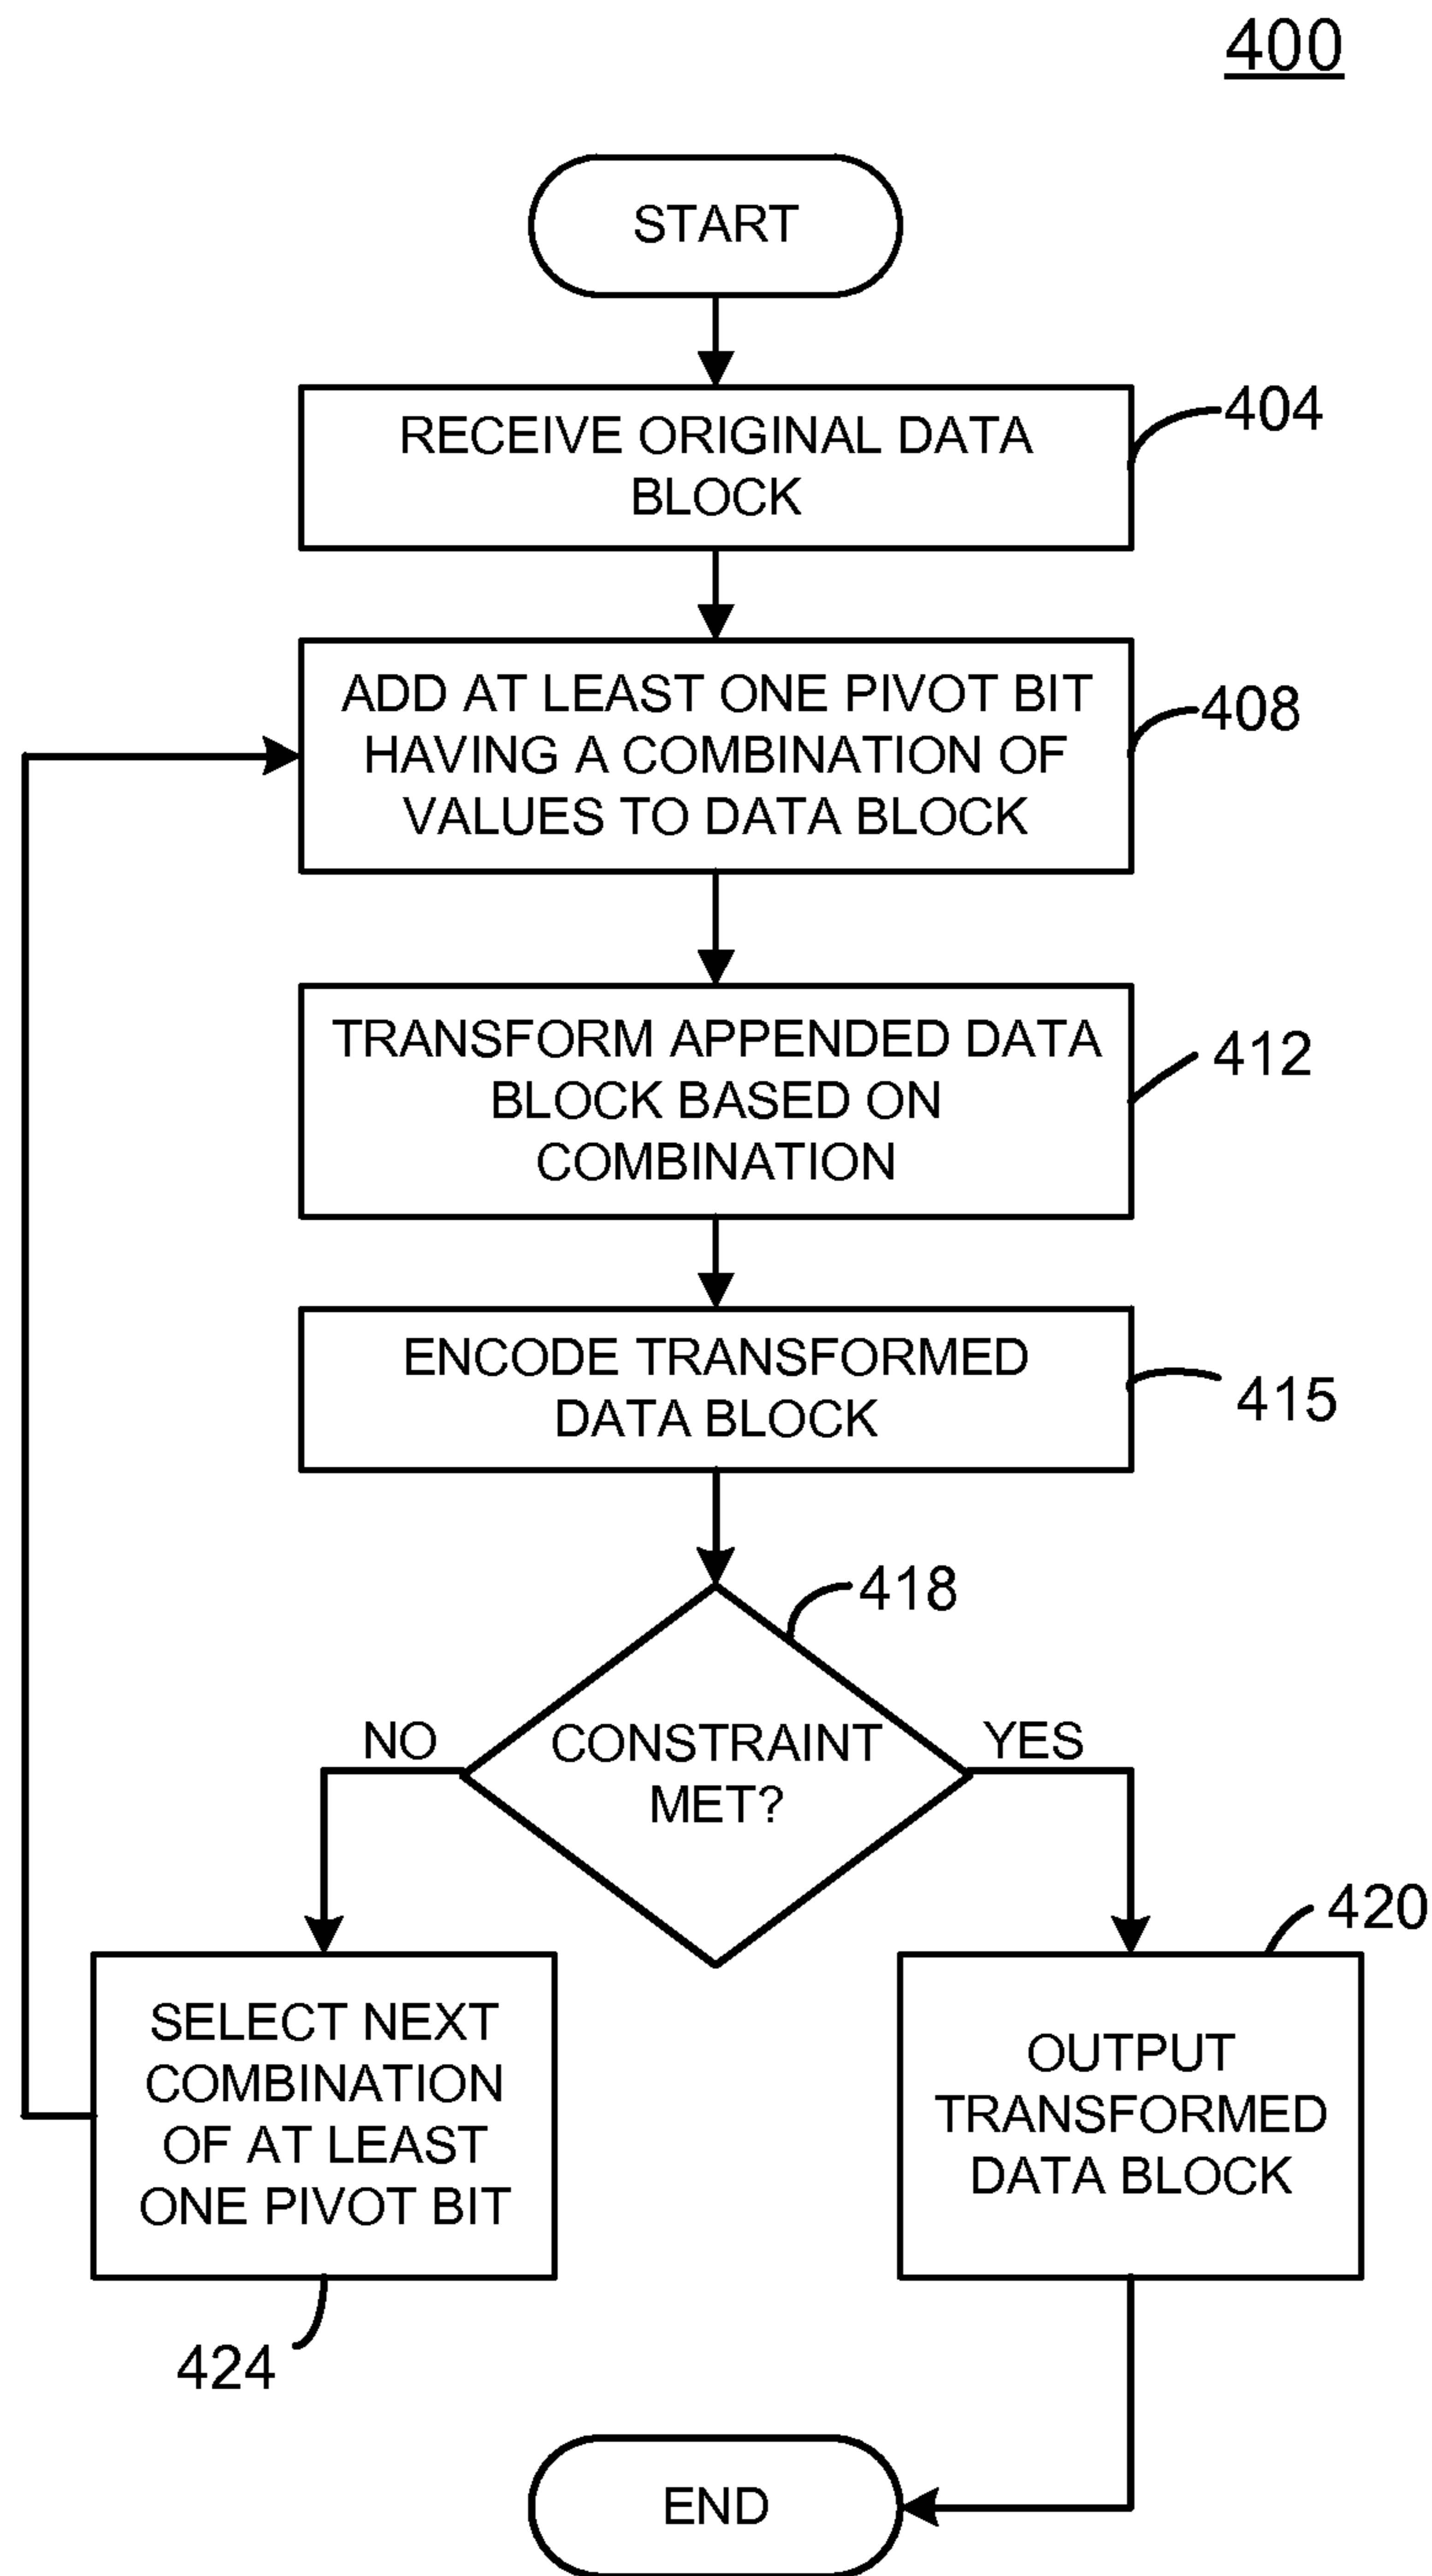 400
START
RECEIVE ORIGINAL DATA
BLOCK
404
ADD AT LEAST ONE PIVOT BIT
HAVING A COMBINATION OF
VALUES TO DATA BLOCK
408
TRANSFORM APPENDED DATA
BLOCK BASED ON
COMBINATION
412
ENCODE TRANSFORMED
DATA BLOCK
415
418
CONSTRAINT
MET?
NO
YES
SELECT NEXT
COMBINATION
OF AT LEAST
ONE PIVOT BIT
424
420
OUTPUT
TRANSFORMED
DATA BLOCK
END